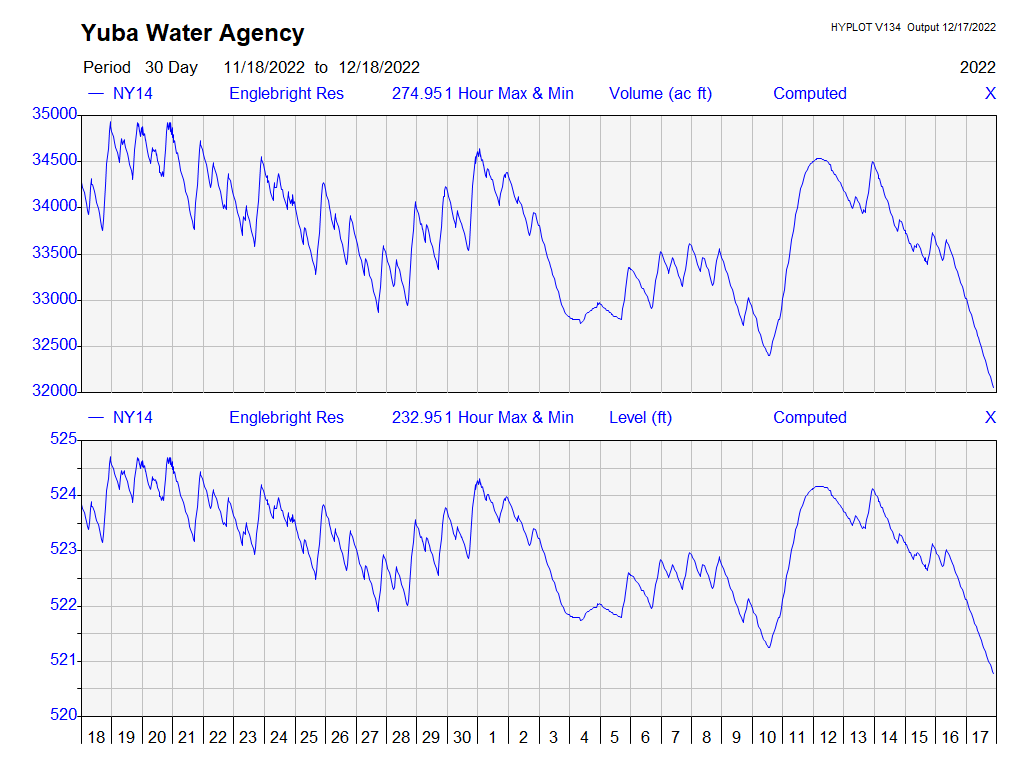 Yuba Water Agency
HYPLOT V134 Output 12/17/2022
Period 30 Day 11/18/2022 to 12/18/2022 2022
NY14 Englebright Res 274.951 Hour Max & Min Volume (ac ft) Computed X
35000
34500
34000
33500
33000
32500
32000
NY14 Englebright Res 232.951 Hour Max & Min Level (ft) Computed X
525
524
523
522
521
520
18 19 20 21 22 23 24 25 26 27 28 29 30 1 2 3 4 5 6 7 8 9 10 11 12 13 14 15 16 17